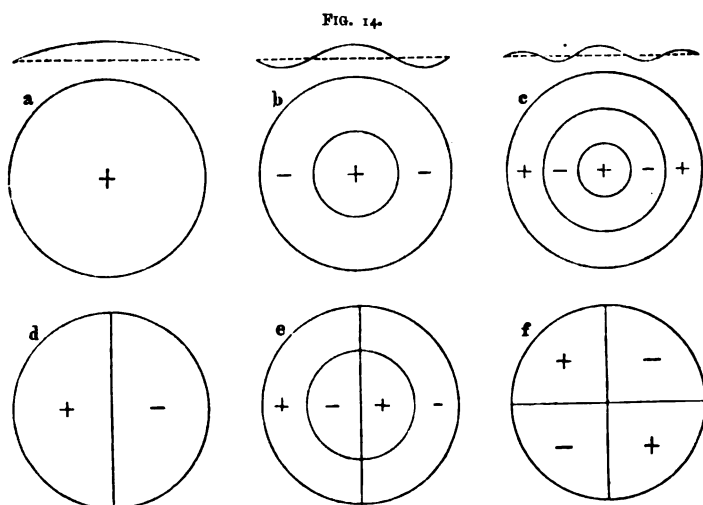 FIG. 14.
a b c
+
- + -
+ - + - +
d e f
+ - + - + - + -
- +